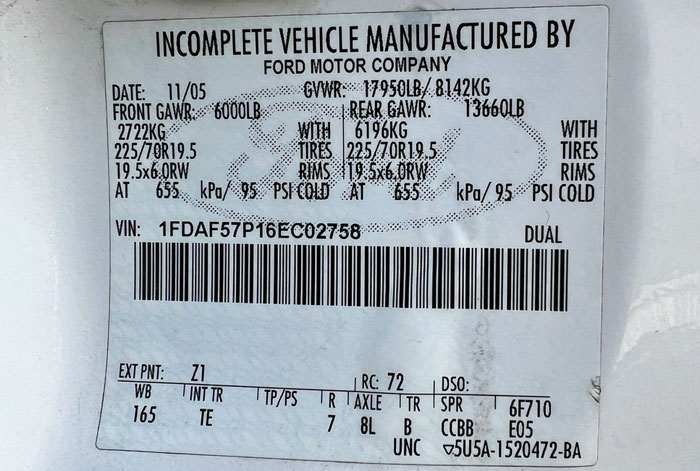 INCOMPLETE VEHICLE MANUFACTURED BY
FORD MOTOR COMPANY
DATE: 11/05 GVWR: 17950LB/ 8142KG
FRONT GAWR: 6000LB REAR GAWR: 13660LB
2722KG WITH 6196KG WITH
225/70R19.5 TIRES 225/70R19.5 TIRES
19.5x6.0RW RIMS 19.5x6.0RW RIMS
AT 655 kPa/ 95 PSI COLD AT 655 kPa/ 95 PSI COLD
VIN: 1FDAF57P16EC02758 DUAL
EXT PNT: Z1 RC: 72 DSO:
WB INT TR TP/PS R AXLE TR SPR 6F710
165 TE 7 8L B CCBB E05
UNC ▽5U5A-1520472-BA